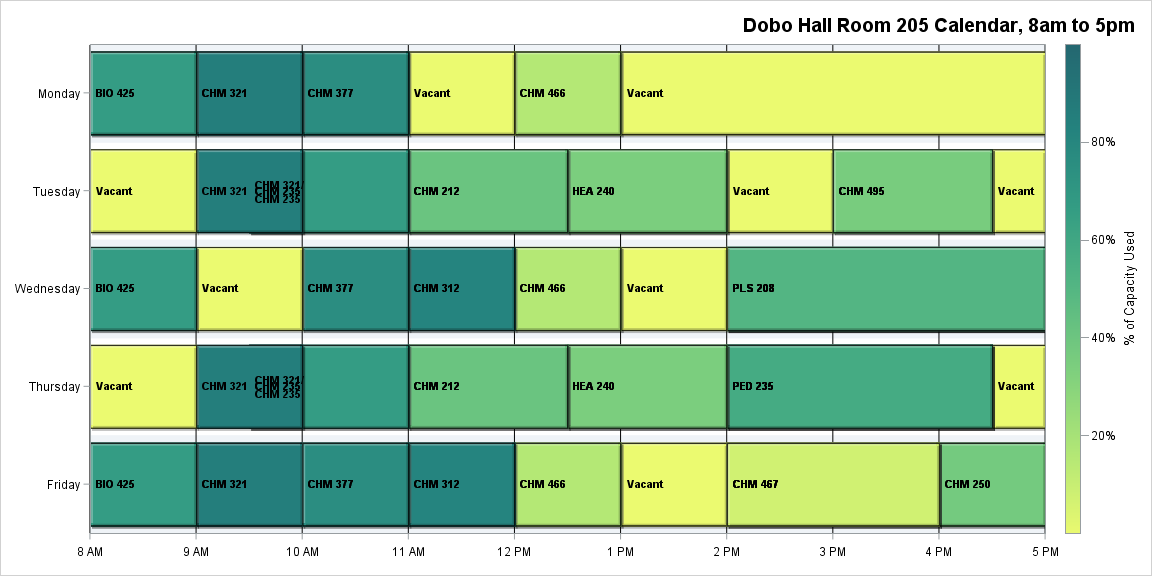 Dobo Hall Room 205 Calendar, 8am to 5pm
Monday
BIO 425
CHM 321
CHM 377
Vacant
CHM 466
Vacant
Tuesday
Vacant
CHM 321
CHM 321/
CHM 235
CHM 235
CHM 212
HEA 240
Vacant
CHM 495
Vacant
Wednesday
BIO 425
Vacant
CHM 377
CHM 312
CHM 466
Vacant
PLS 208
Thursday
Vacant
CHM 321
CHM 321/
CHM 235
CHM 235
CHM 212
HEA 240
PED 235
Vacant
Friday
BIO 425
CHM 321
CHM 377
CHM 312
CHM 466
Vacant
CHM 467
CHM 250
8 AM
9 AM
10 AM
11 AM
12 PM
1 PM
2 PM
3 PM
4 PM
5 PM
80%
60%
40%
20%
% of Capacity Used